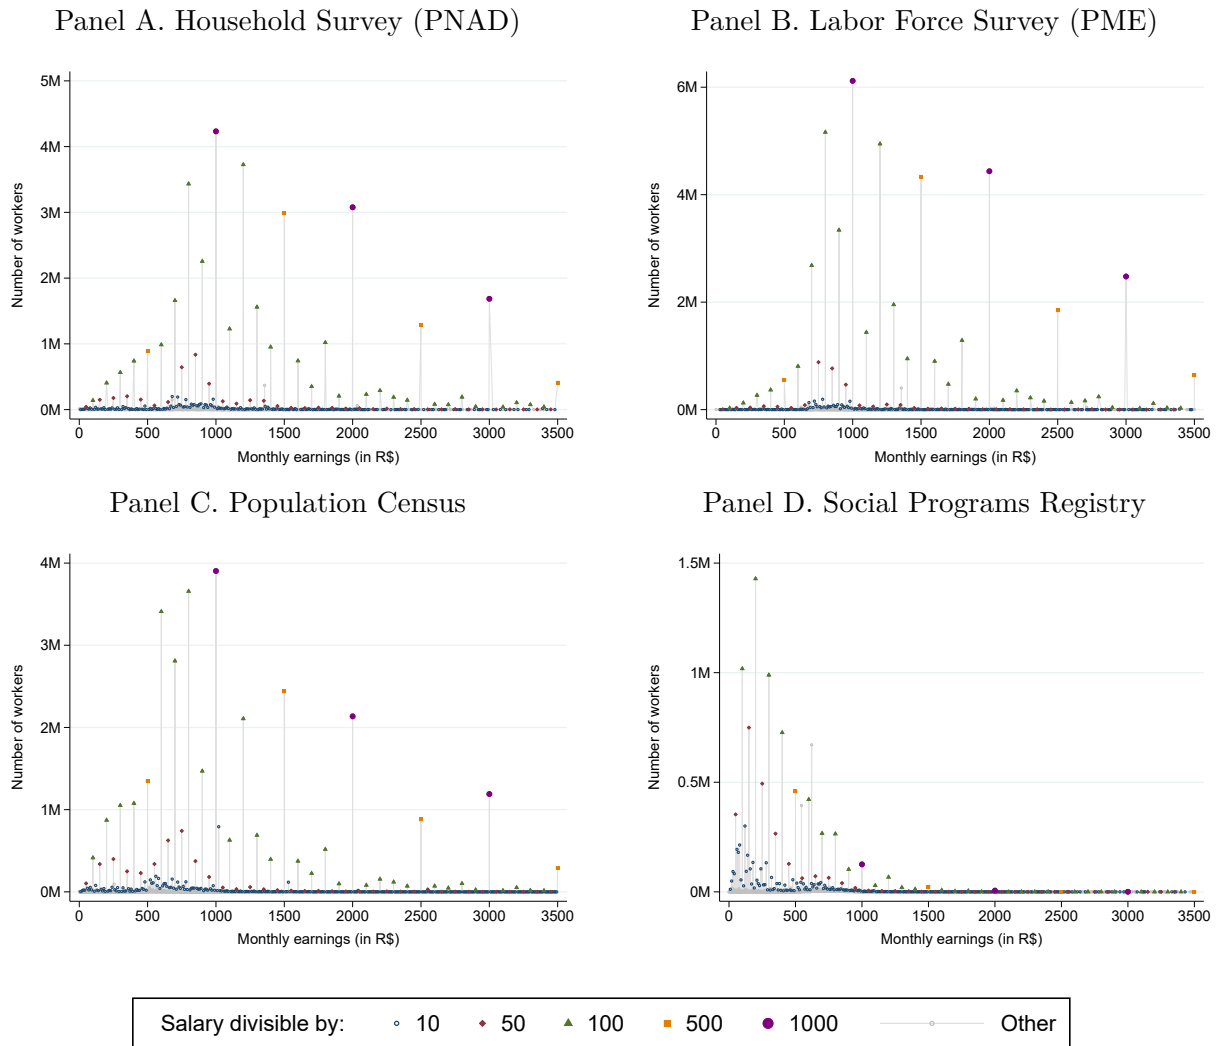 Panel A. Household Survey (PNAD)
Number of workers
5M
4M
3M
2M
1M
0M
0 500 1000 1500 2000 2500 3000 3500
Monthly earnings (in R$)
Panel B. Labor Force Survey (PME)
Number of workers
6M
4M
2M
0M
0 500 1000 1500 2000 2500 3000 3500
Monthly earnings (in R$)
Panel C. Population Census
Number of workers
4M
3M
2M
1M
0M
0 500 1000 1500 2000 2500 3000 3500
Monthly earnings (in R$)
Panel D. Social Programs Registry
Number of workers
1.5M
1M
0.5M
0M
0 500 1000 1500 2000 2500 3000 3500
Monthly earnings (in R$)
Salary divisible by: 10 50 100 500 1000 Other